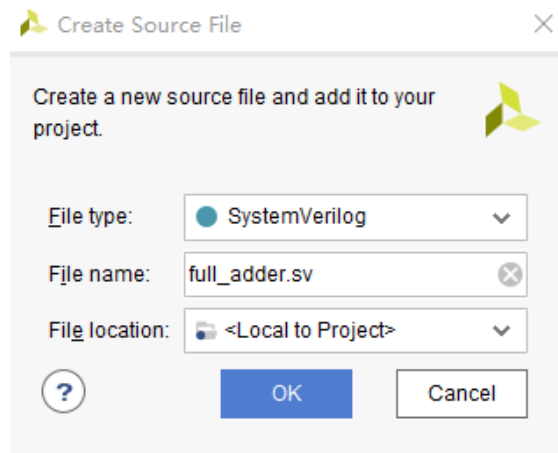 Create Source File
Create a new source file and add it to your
project.
File type: SystemVerilog
File name: full_adder.sv
File location: <Local to Project>
? OK Cancel